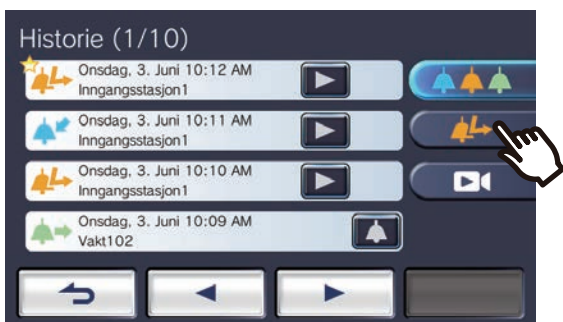 Historie (1/10)
Onsdag, 3. Juni 10:12 AM
Inngangsstasjon1
Onsdag, 3. Juni 10:11 AM
Inngangsstasjon1
Onsdag, 3. Juni 10:10 AM
Inngangsstasjon1
Onsdag, 3. Juni 10:09 AM
Vakt102